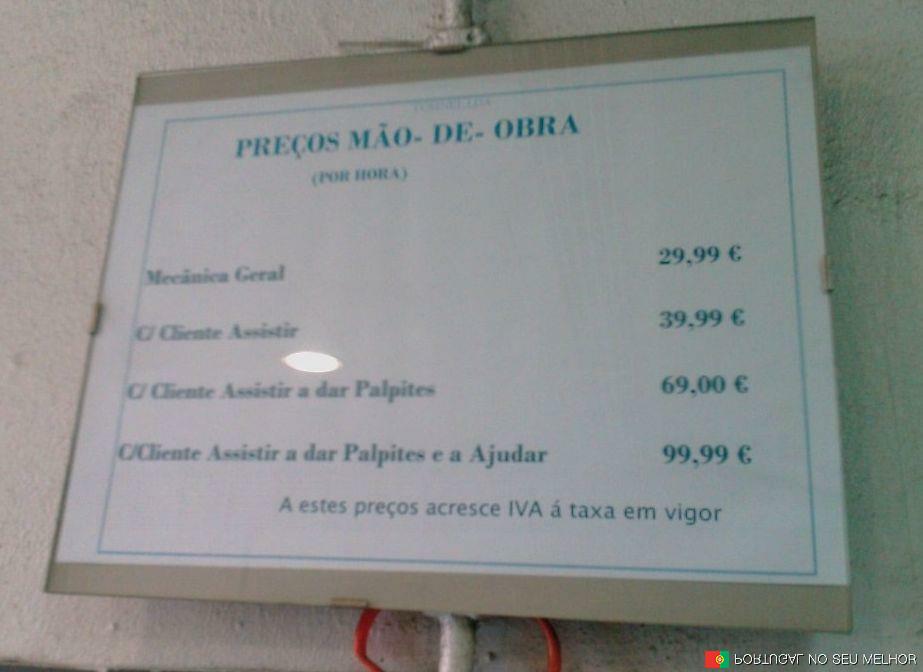 PREÇOS MÃO- DE- OBRA
(POR HORA)
Mecânica Geral 29,99 €
C/ Cliente Assistir 39,99 €
C/ Cliente Assistir a dar Palpites 69,00 €
C/Cliente Assistir a dar Palpites e a Ajudar 99,99 €
A estes preços acresce IVA á taxa em vigor
PORTUGAL NO SEU MELHOR